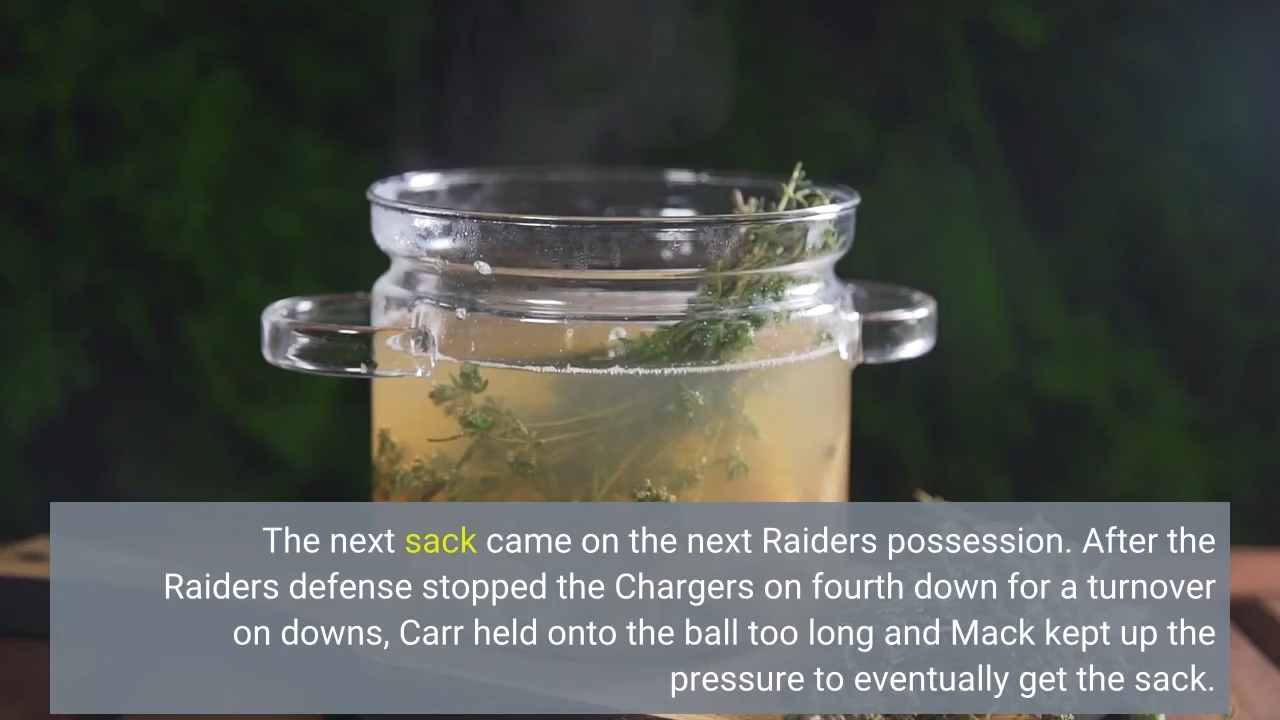 The next sack came on the next Raiders possession. After the
Raiders defense stopped the Chargers on fourth down for a turnover
on downs, Carr held onto the ball too long and Mack kept up the
pressure to eventually get the sack.